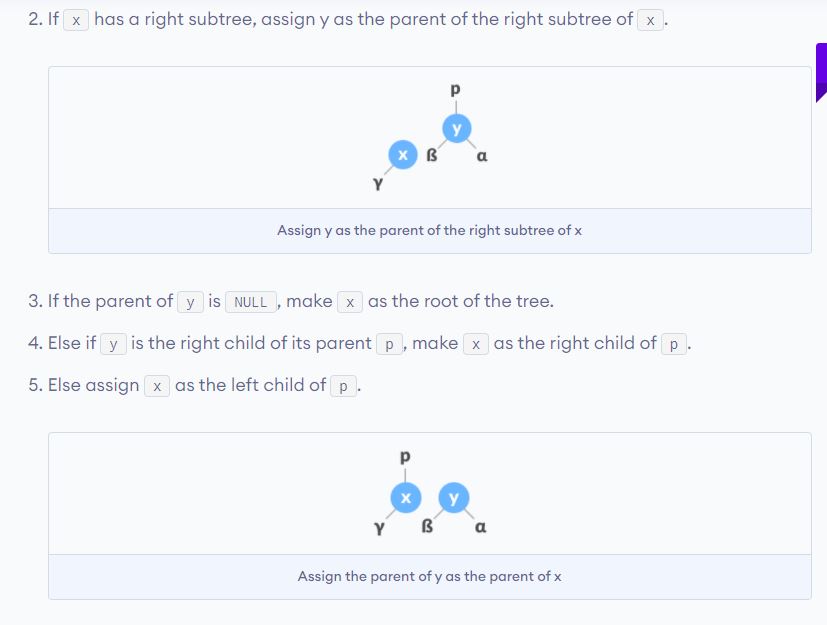 2. If x has a right subtree, assign y as the parent of the right subtree of x .
p
y
x ß α
γ
Assign y as the parent of the right subtree of x
3. If the parent of y is NULL , make x as the root of the tree.
4. Else if y is the right child of its parent p , make x as the right child of p .
5. Else assign x as the left child of p .
p
x y
γ ß α
Assign the parent of y as the parent of x